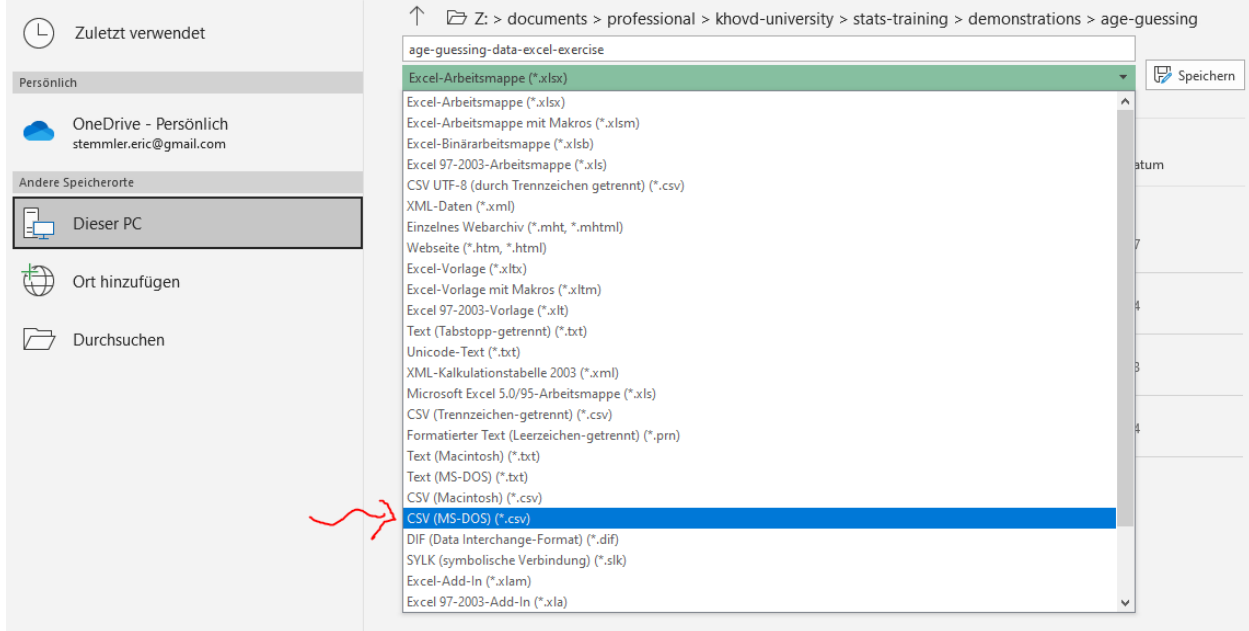 Zuletzt verwendet
Persönlich
OneDrive - Persönlich
stemmler.eric@gmail.com
Andere Speicherorte
Dieser PC
Ort hinzufügen
Durchsuchen
Z: > documents > professional > khovd-university > stats-training > demonstrations > age-guessing
age-guessing-data-excel-exercise
Excel-Arbeitsmappe (*.xlsx)
Speichern
Excel-Arbeitsmappe (*.xlsx)
Excel-Arbeitsmappe mit Makros (*.xlsm)
Excel-Binärarbeitsmappe (*.xlsb)
Excel 97-2003-Arbeitsmappe (*.xls)
CSV UTF-8 (durch Trennzeichen getrennt) (*.csv)
XML-Daten (*.xml)
Einzelnes Webarchiv (*.mht, *.mhtml)
Webseite (*.htm, *.html)
Excel-Vorlage (*.xltx)
Excel-Vorlage mit Makros (*.xltm)
Excel 97-2003-Vorlage (*.xlt)
Text (Tabstopp-getrennt) (*.txt)
Unicode-Text (*.txt)
XML-Kalkulationstabelle 2003 (*.xml)
Microsoft Excel 5.0/95-Arbeitsmappe (*.xls)
CSV (Trennzeichen-getrennt) (*.csv)
Formatierter Text (Leerzeichen-getrennt) (*.prn)
Text (Macintosh) (*.txt)
Text (MS-DOS) (*.txt)
CSV (Macintosh) (*.csv)
CSV (MS-DOS) (*.csv)
DIF (Data Interchange-Format) (*.dif)
SYLK (symbolische Verbindung) (*.slk)
Excel-Add-In (*.xlam)
Excel 97-2003-Add-In (*.xla)
atum
7
4
3
4